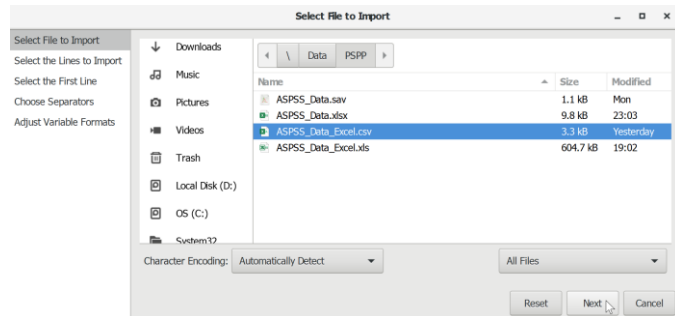 Select File to Import
Select File to Import
Select the Lines to Import
Select the First Line
Choose Separators
Adjust Variable Formats
Downloads
Music
Pictures
Videos
Trash
Local Disk (D:)
OS (C:)
System32
\ Data PSPP
Name Size Modified
ASPSS_Data.sav 1.1 kB Mon
ASPSS_Data.xlsx 9.8 kB 23:03
ASPSS_Data_Excel.csv 3.3 kB Yesterday
ASPSS_Data_Excel.xls 604.7 kB 19:02
Character Encoding: Automatically Detect All Files
Reset Next Cancel